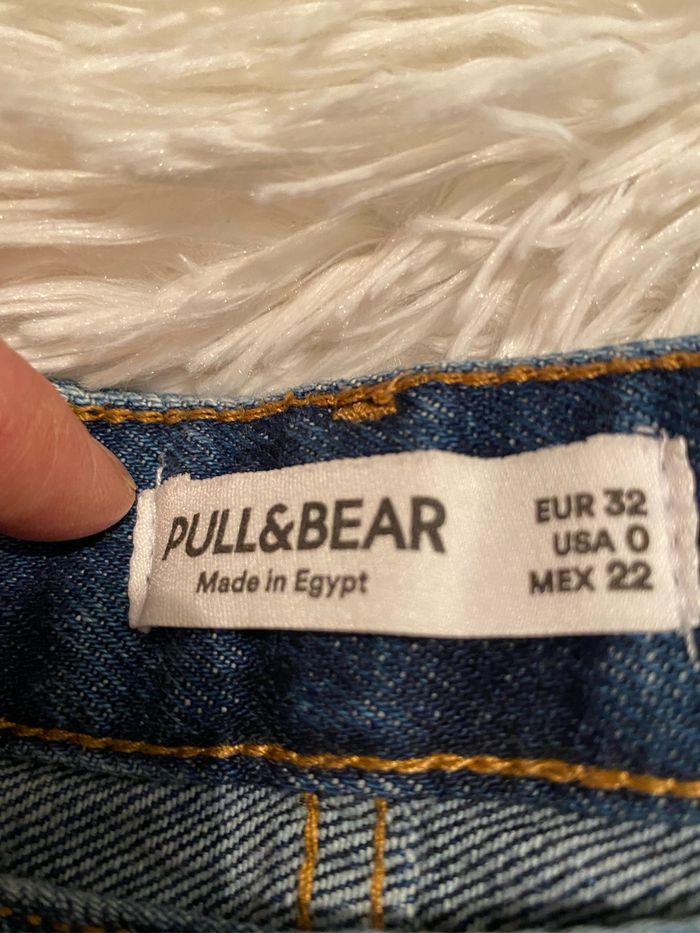 PULL&BEAR
Made in Egypt
EUR 32
USA 0
MEX 22